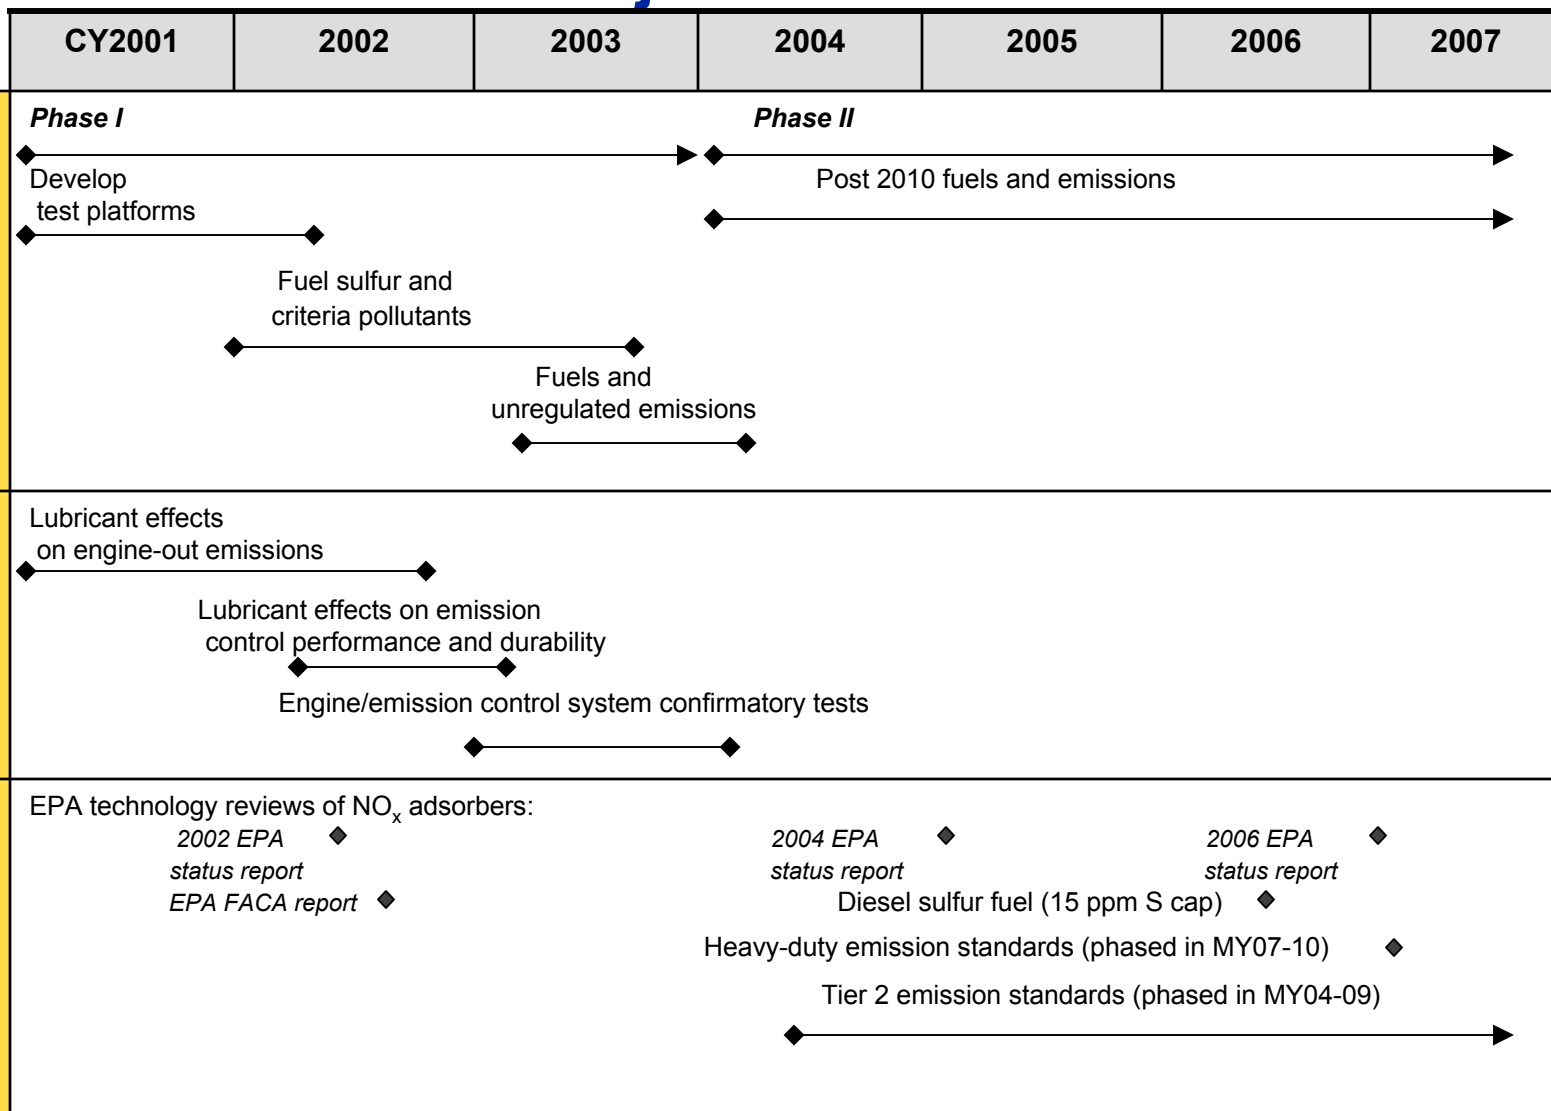 CY2001 2002 2003 2004 2005 2006 2007
Phase I Phase II
Develop
test platforms
Post 2010 fuels and emissions
Fuel sulfur and
criteria pollutants
Fuels and
unregulated emissions
Lubricant effects
on engine-out emissions
Lubricant effects on emission
control performance and durability
Engine/emission control system confirmatory tests
EPA technology reviews of NOx adsorbers:
2002 EPA
status report
EPA FACA report
2004 EPA
status report
2006 EPA
status report
Diesel sulfur fuel (15 ppm S cap)
Heavy-duty emission standards (phased in MY07-10)
Tier 2 emission standards (phased in MY04-09)